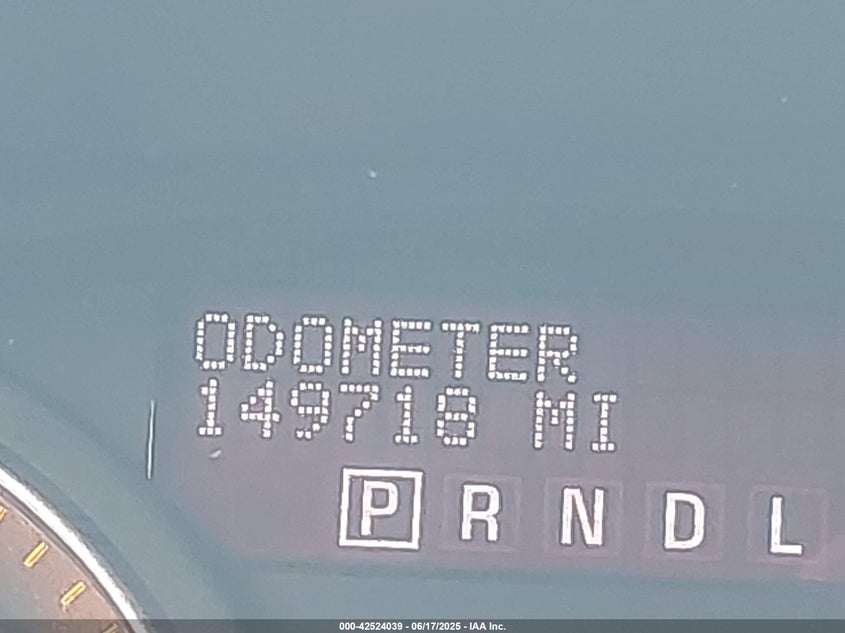 ODOMETER
149718 MI
P R N D L
000-42524039 - 06/17/2025 - IAA Inc.